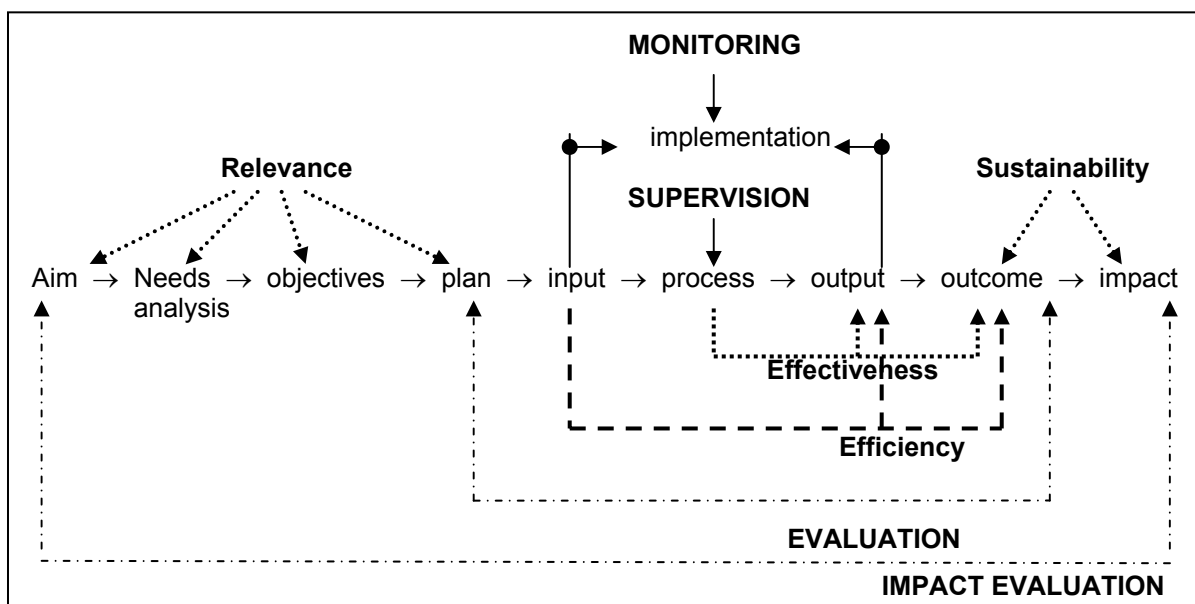 MONITORING
implementation
Relevance
Sustainability
SUPERVISION
Aim → Needs → objectives → plan → input → process → output → outcome → impact
analysis
Effectiveness
Efficiency
EVALUATION
IMPACT EVALUATION